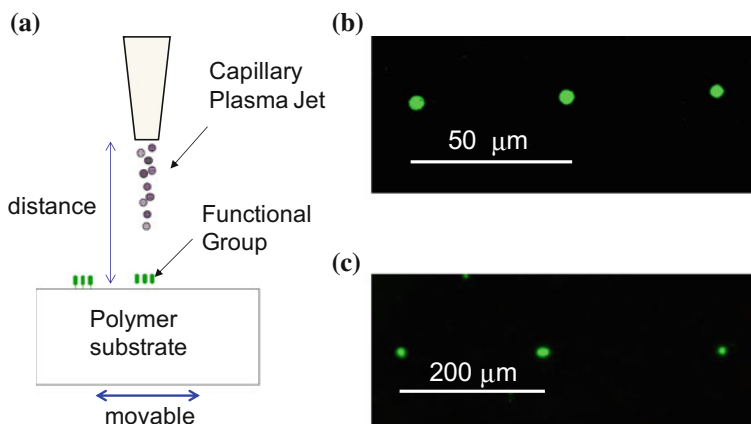 (a)
Capillary
Plasma Jet
distance
Functional
Group
Polymer
substrate
movable
(b)
50 μm
(c)
200 μm